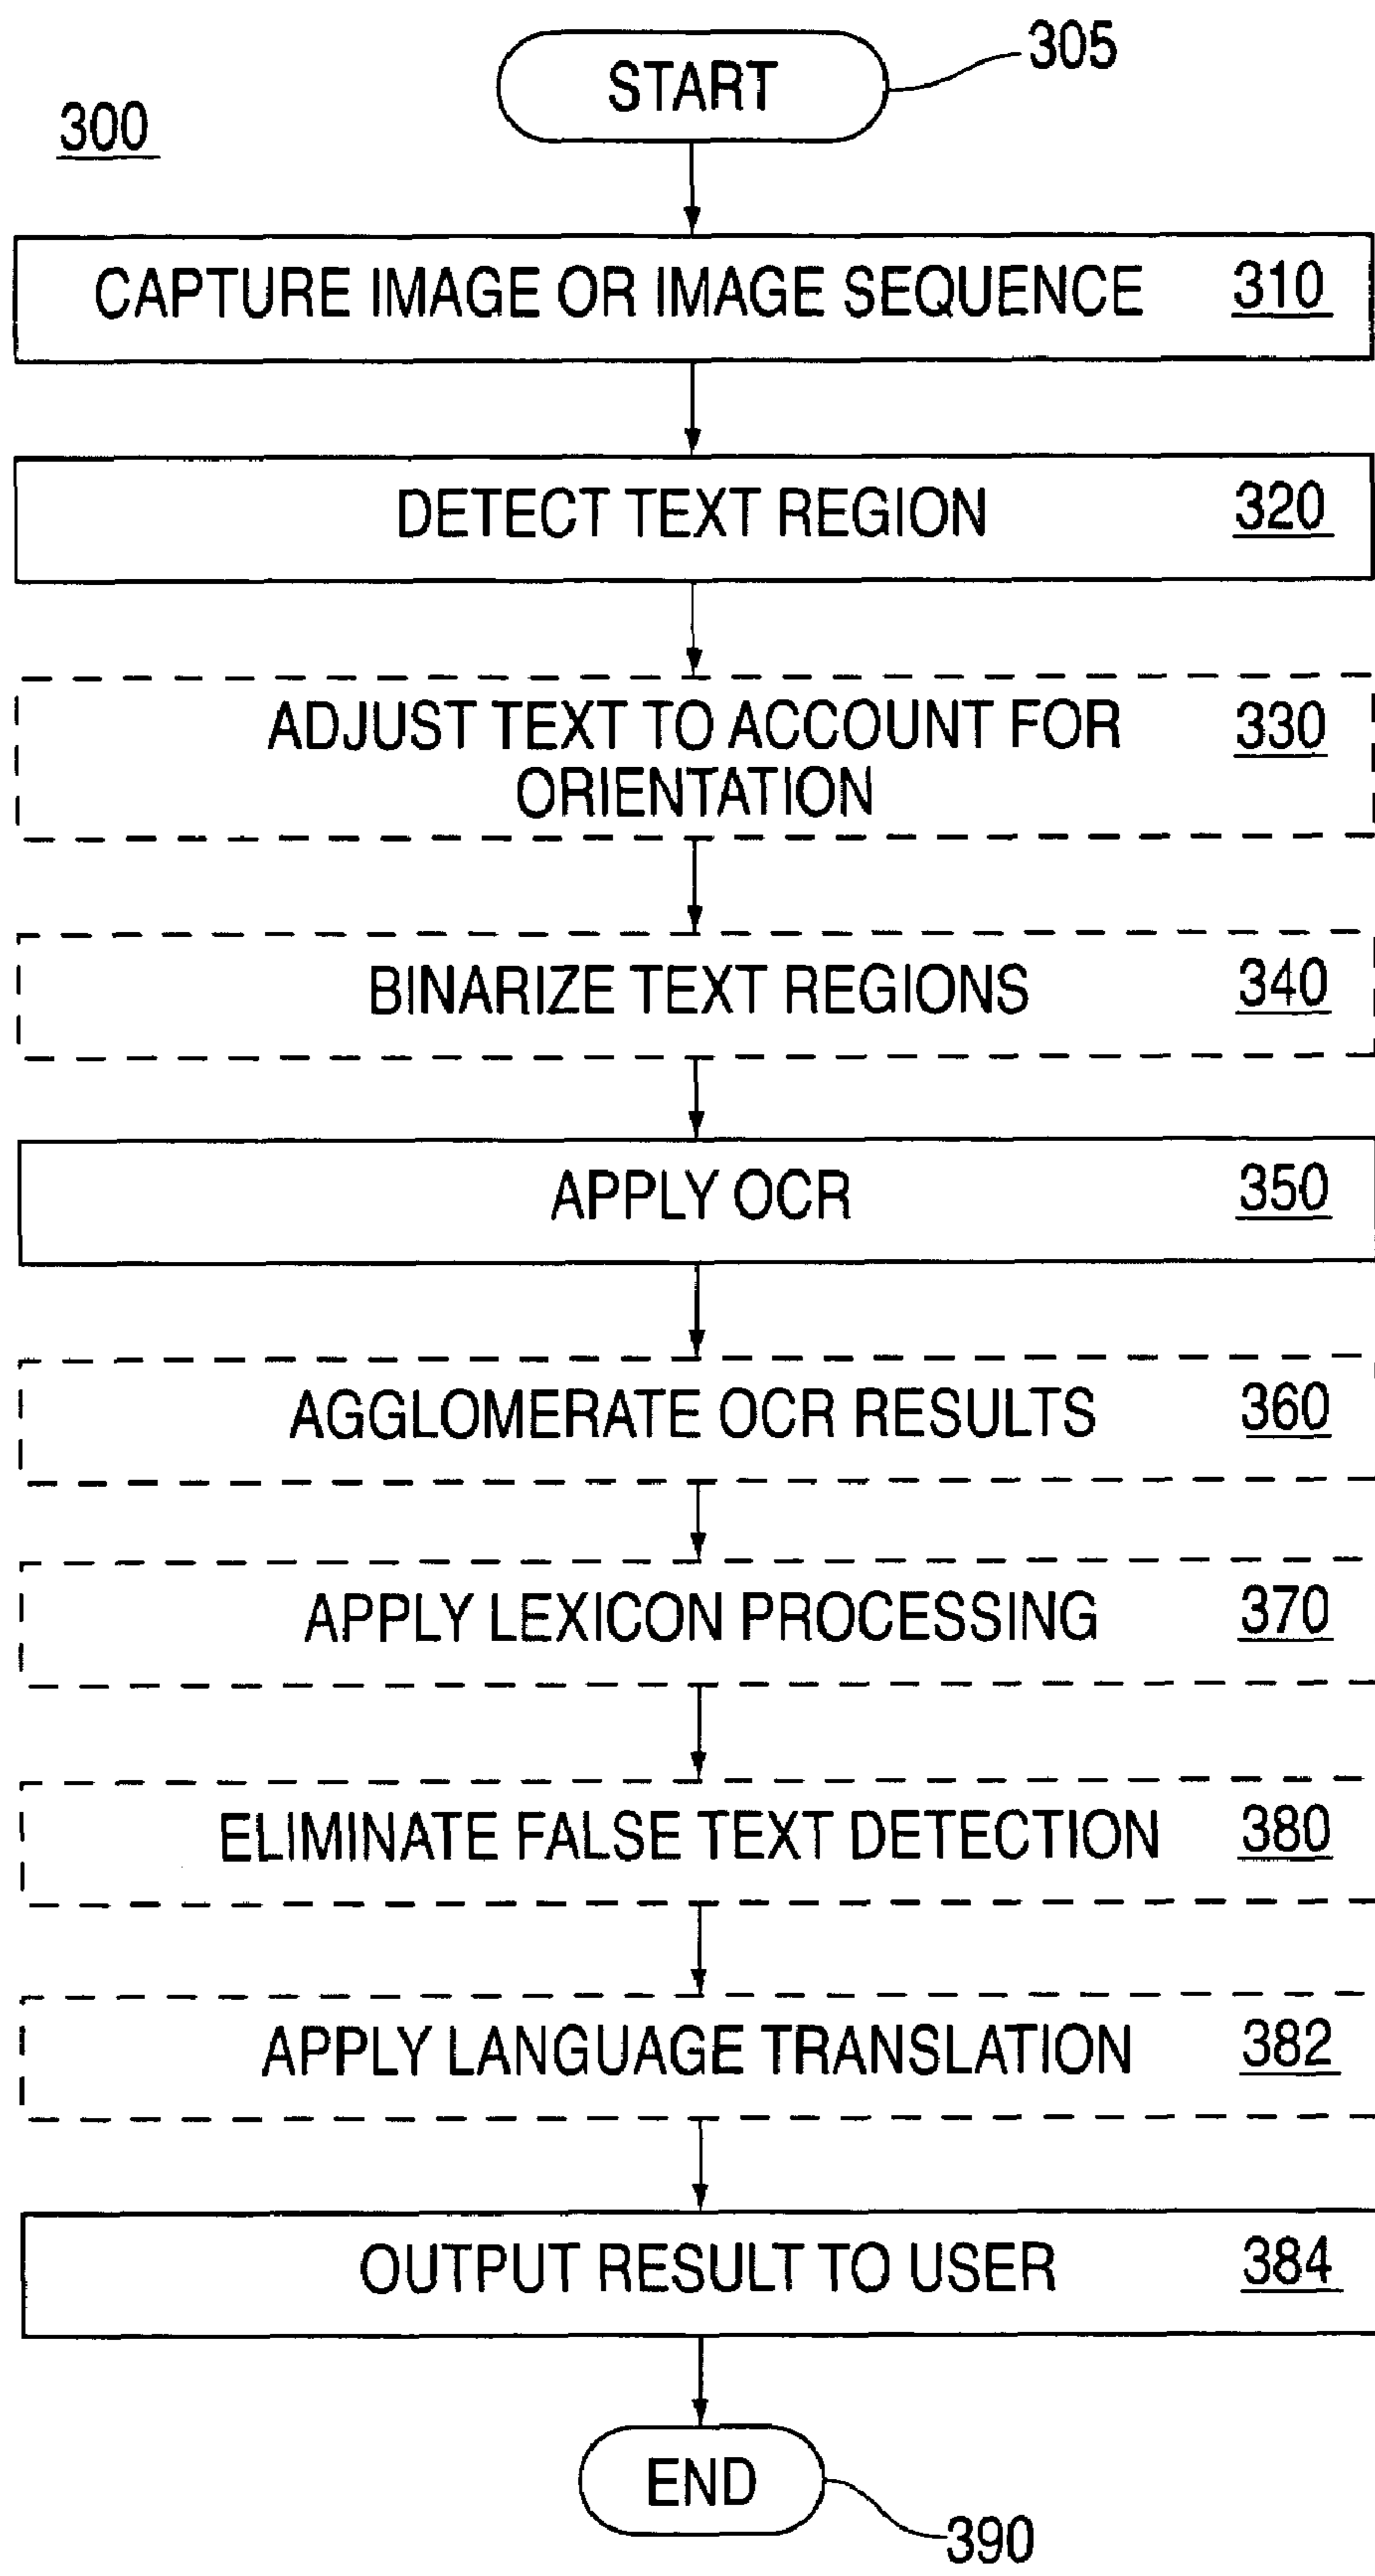 305
START
300
CAPTURE IMAGE OR IMAGE SEQUENCE 310
DETECT TEXT REGION 320
ADJUST TEXT TO ACCOUNT FOR 330
ORIENTATION
BINARIZE TEXT REGIONS 340
APPLY OCR 350
AGGLOMERATE OCR RESULTS 360
APPLY LEXICON PROCESSING 370
ELIMINATE FALSE TEXT DETECTION 380
APPLY LANGUAGE TRANSLATION 382
OUTPUT RESULT TO USER 384
END
390